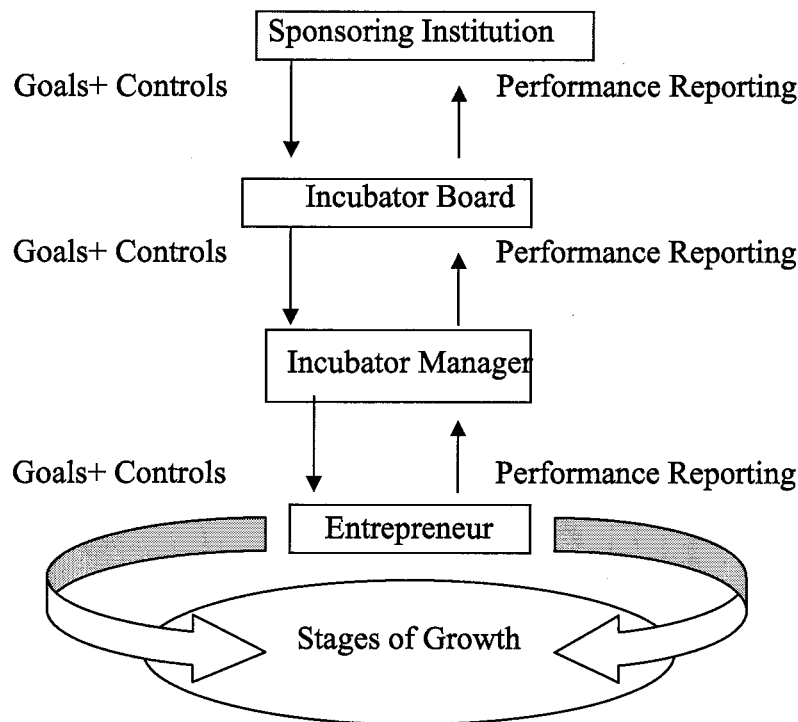 Sponsoring Institution
Goals+ Controls
Performance Reporting
Incubator Board
Goals+ Controls
Performance Reporting
Incubator Manager
Goals+ Controls
Performance Reporting
Entrepreneur
Stages of Growth